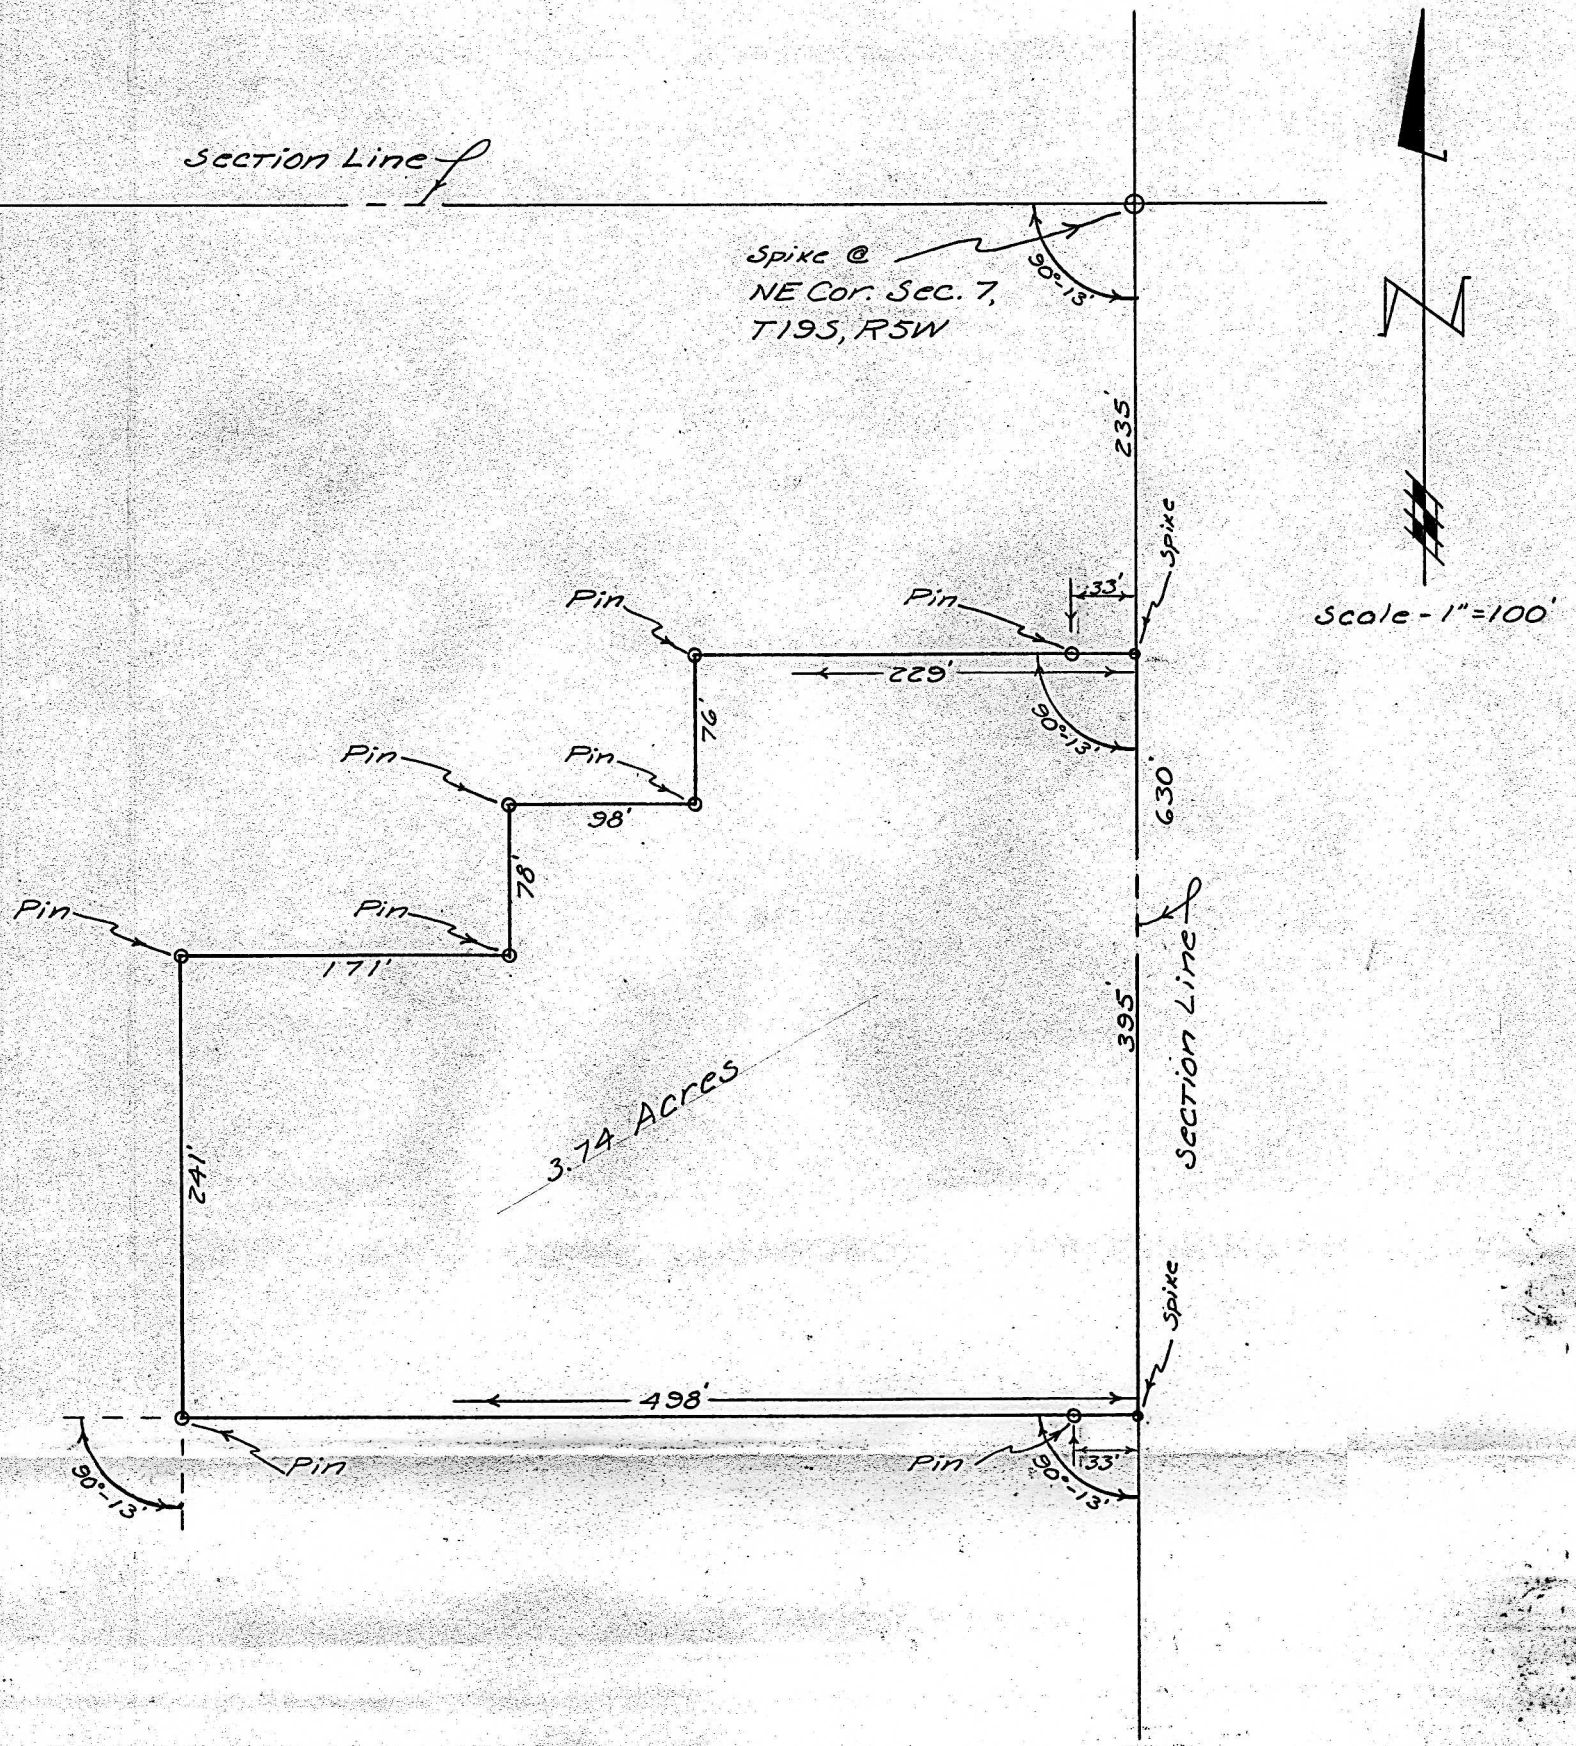 Section Line
Spike @
NE Cor. Sec. 7,
T19S, R5W
90°-13'
235'
Spike
Scale - 1"=100'
Pin
Pin
33'
229'
76'
90°-13'
630'
Pin
Pin
98'
78'
Pin
Pin
171'
395'
Section Line
3.74 Acres
241'
Spike
498'
Pin
Pin
33'
90°-13'
90°-13'
N